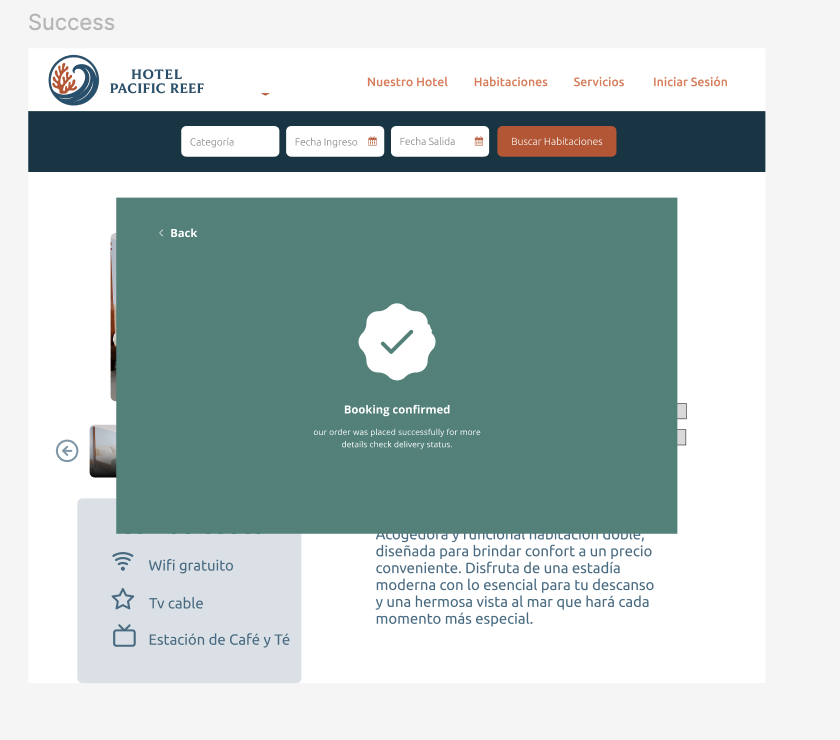 Success
HOTEL
PACIFIC REEF
Nuestro Hotel
Habitaciones
Servicios
Iniciar Sesión
Categoría
Fecha Ingreso
Fecha Salida
Buscar Habitaciones
Back
Booking confirmed
our order was placed successfully for more
details check delivery status.
Wifi gratuito
Tv cable
Estación de Café y Té
Acogedora y funcional habitación doble,
diseñada para brindar confort a un precio
conveniente. Disfruta de una estadía
moderna con lo esencial para tu descanso
y una hermosa vista al mar que hará cada
momento más especial.